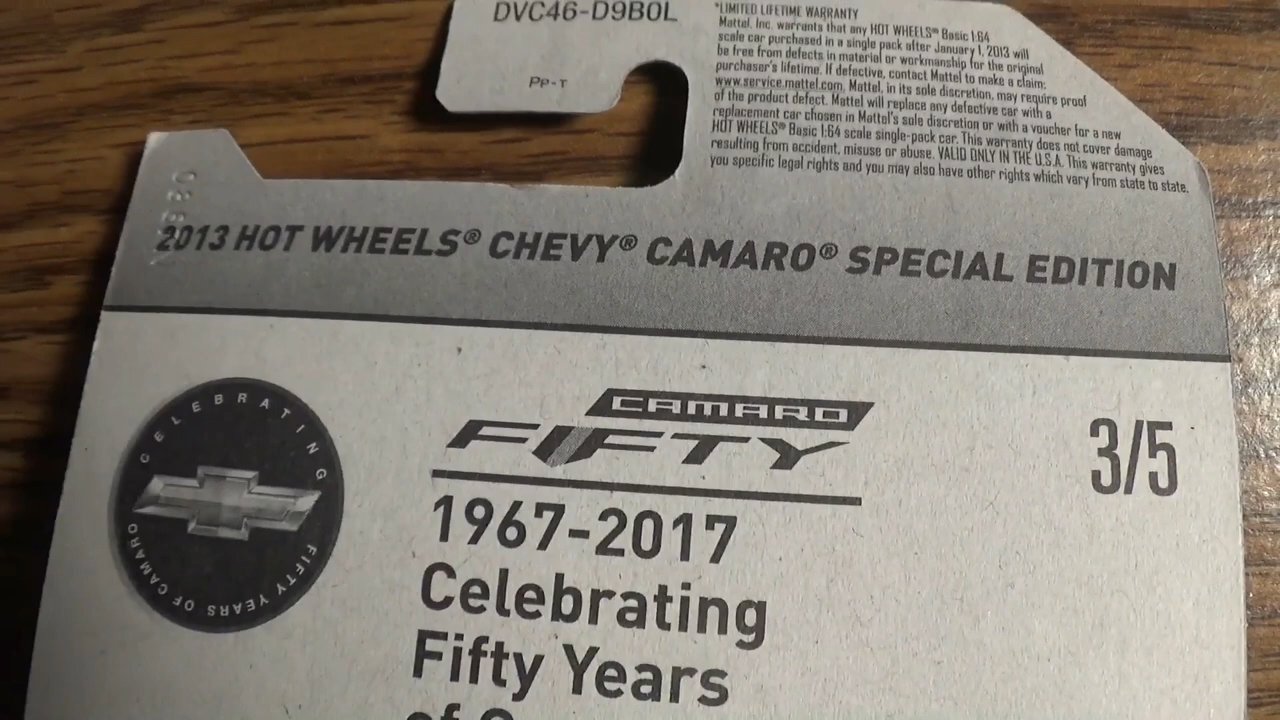 DVC46-D9B0L
Pp-T
*LIMITED LIFETIME WARRANTY
Mattel, Inc. warrants that any HOT WHEELS® Basic 1:64
scale car purchased in a single pack after January 1, 2013 will
be free from defects in material or workmanship for the original
purchaser's lifetime. If defective, contact Mattel to make a claim:
www.service.mattel.com. Mattel, in its sole discretion, may require proof
of the product defect. Mattel will replace any defective car with a
replacement car chosen in Mattel's sole discretion or with a voucher for a new
HOT WHEELS® Basic 1:64 scale single-pack car. This warranty does not cover damage
resulting from accident, misuse or abuse. VALID ONLY IN THE U.S.A. This warranty gives
you specific legal rights and you may also have other rights which vary from state to state.
2013 HOT WHEELS® CHEVY® CAMARO® SPECIAL EDITION
CELEBRATING
FIFTY YEARS OF CAMARO
CAMARO
FIFTY
3/5
1967-2017
Celebrating
Fifty Years